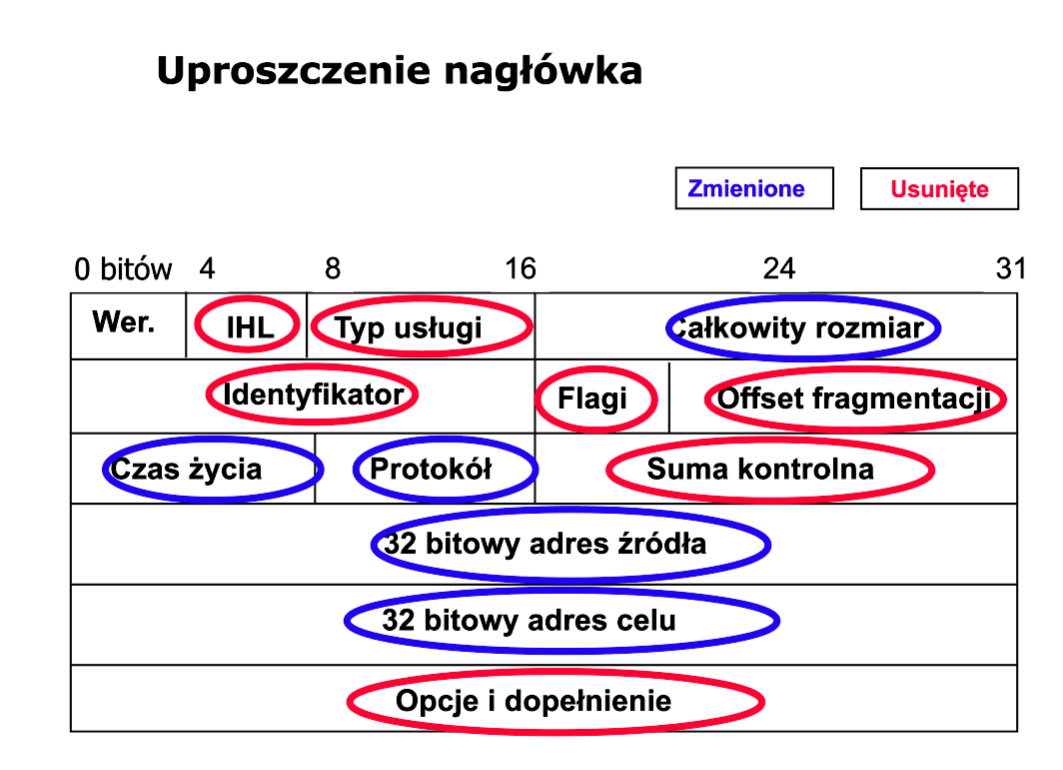 Uproszczenie nagłówka
Zmienione Usunięte
0 bitów 4 8 16 24 31
Wer. IHL Typ usługi Całkowity rozmiar
Identyfikator Flagi Offset fragmentacji
Czas życia Protokół Suma kontrolna
32 bitowy adres źródła
32 bitowy adres celu
Opcje i dopełnienie